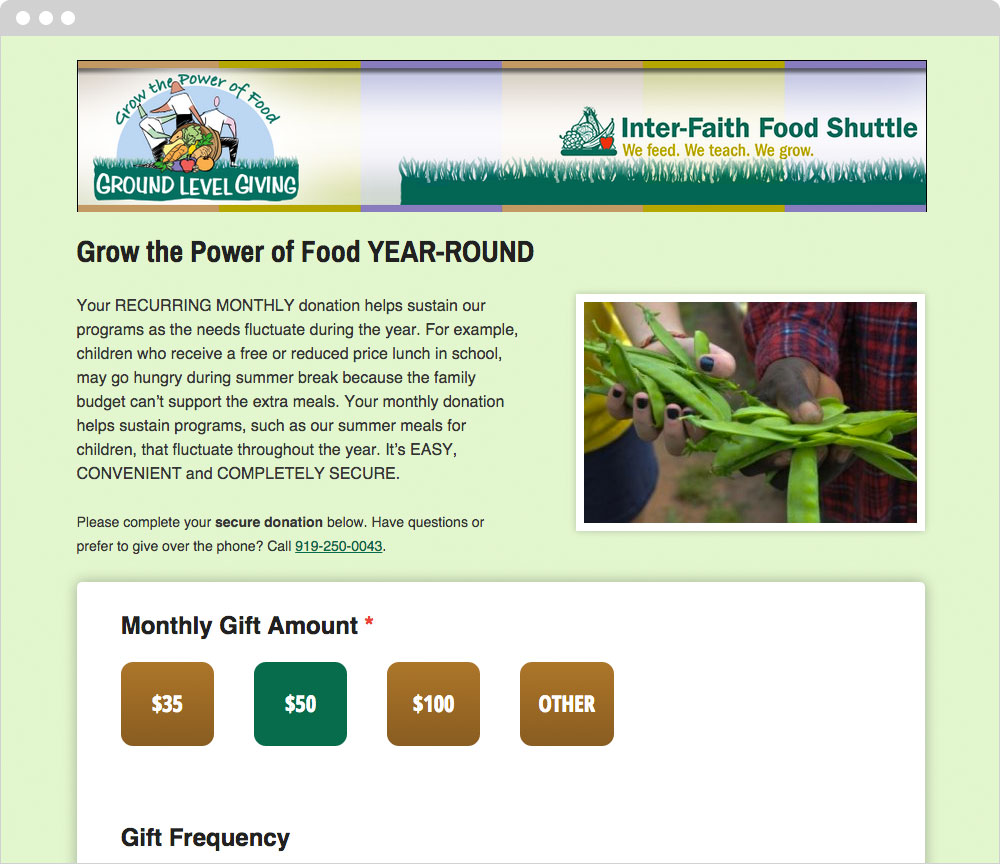 Grow the Power of Food
GROUND LEVEL GIVING
Inter-Faith Food Shuttle
We feed. We teach. We grow.
Grow the Power of Food YEAR-ROUND
Your RECURRING MONTHLY donation helps sustain our
programs as the needs fluctuate during the year. For example,
children who receive a free or reduced price lunch in school,
may go hungry during summer break because the family
budget can’t support the extra meals. Your monthly donation
helps sustain programs, such as our summer meals for
children, that fluctuate throughout the year. It’s EASY,
CONVENIENT and COMPLETELY SECURE.
Please complete your secure donation below. Have questions or
prefer to give over the phone? Call 919-250-0043.
Monthly Gift Amount *
$35 $50 $100 OTHER
Gift Frequency